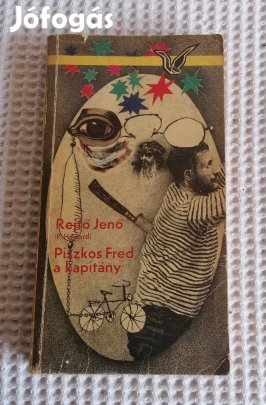 Jófogás
Rejtő Jenő
(P. Howard)
Piszkos Fred
a kapitány